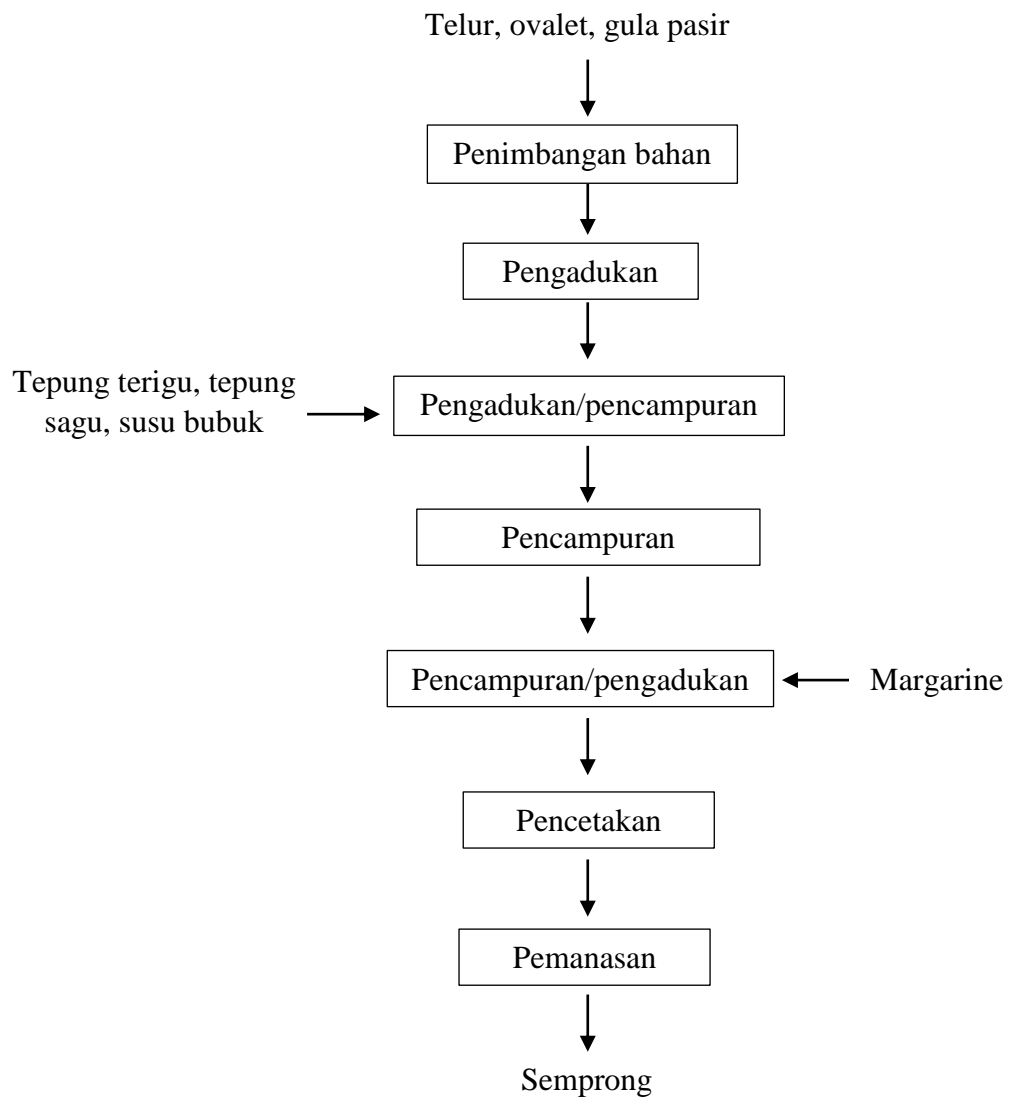 Telur, ovalet, gula pasir
Penimbangan bahan
Pengadukan
Tepung terigu, tepung
sagu, susu bubuk
Pengadukan/pencampuran
Pencampuran
Pencampuran/pengadukan
Margarine
Pencetakan
Pemanasan
Semprong